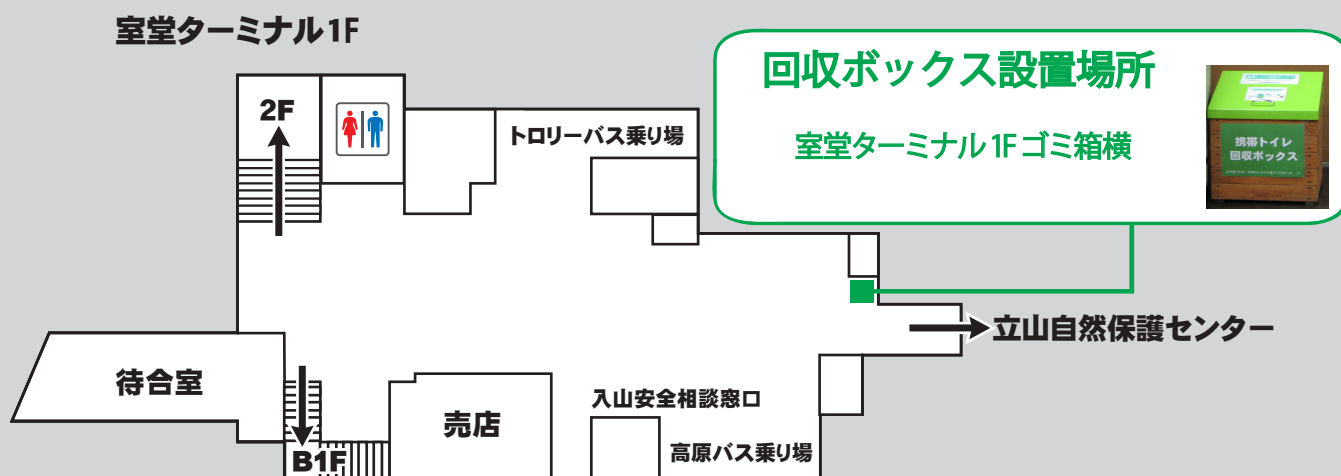 室堂ターミナル1F
回収ボックス設置場所
室堂ターミナル1Fゴミ箱横
携帯トイレ
回収ボックス
2F
トロリーバス乗り場
立山自然保護センター
待合室
入山安全相談窓口
売店
高原バス乗り場
B1F